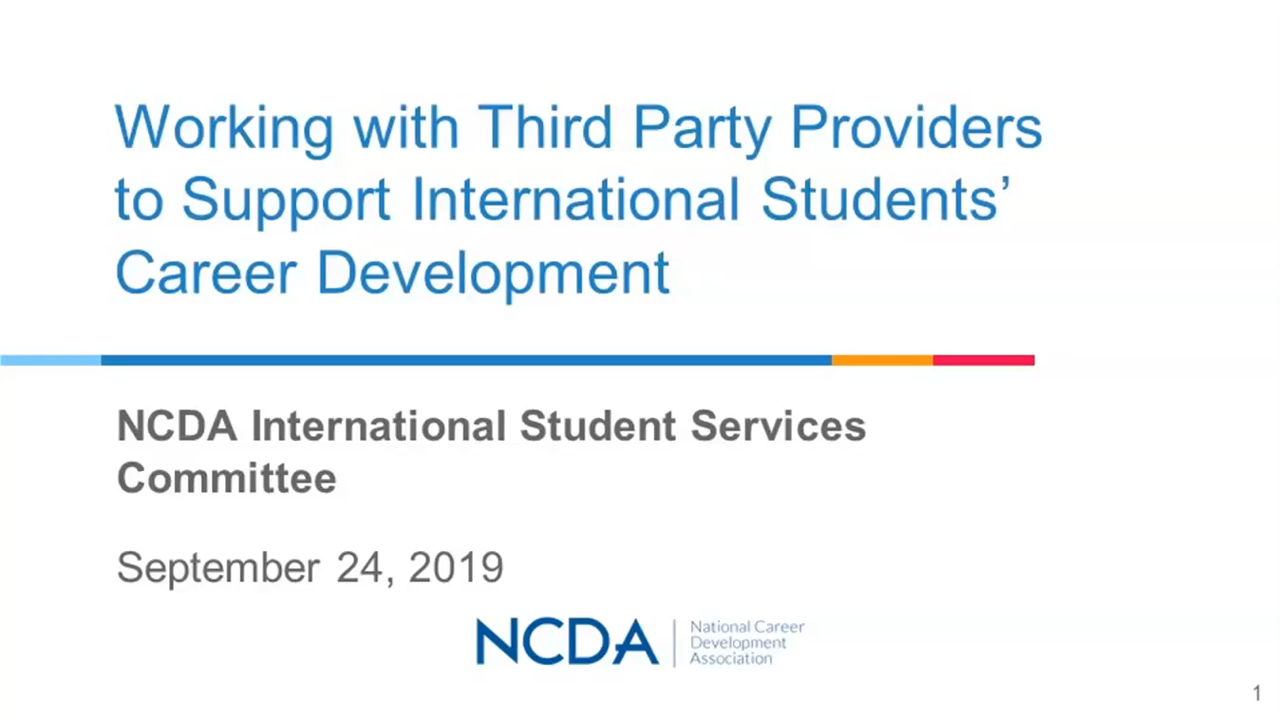 Working with Third Party Providers
to Support International Students’
Career Development
NCDA International Student Services
Committee
September 24, 2019
NCDA
National Career
Development
Association
1